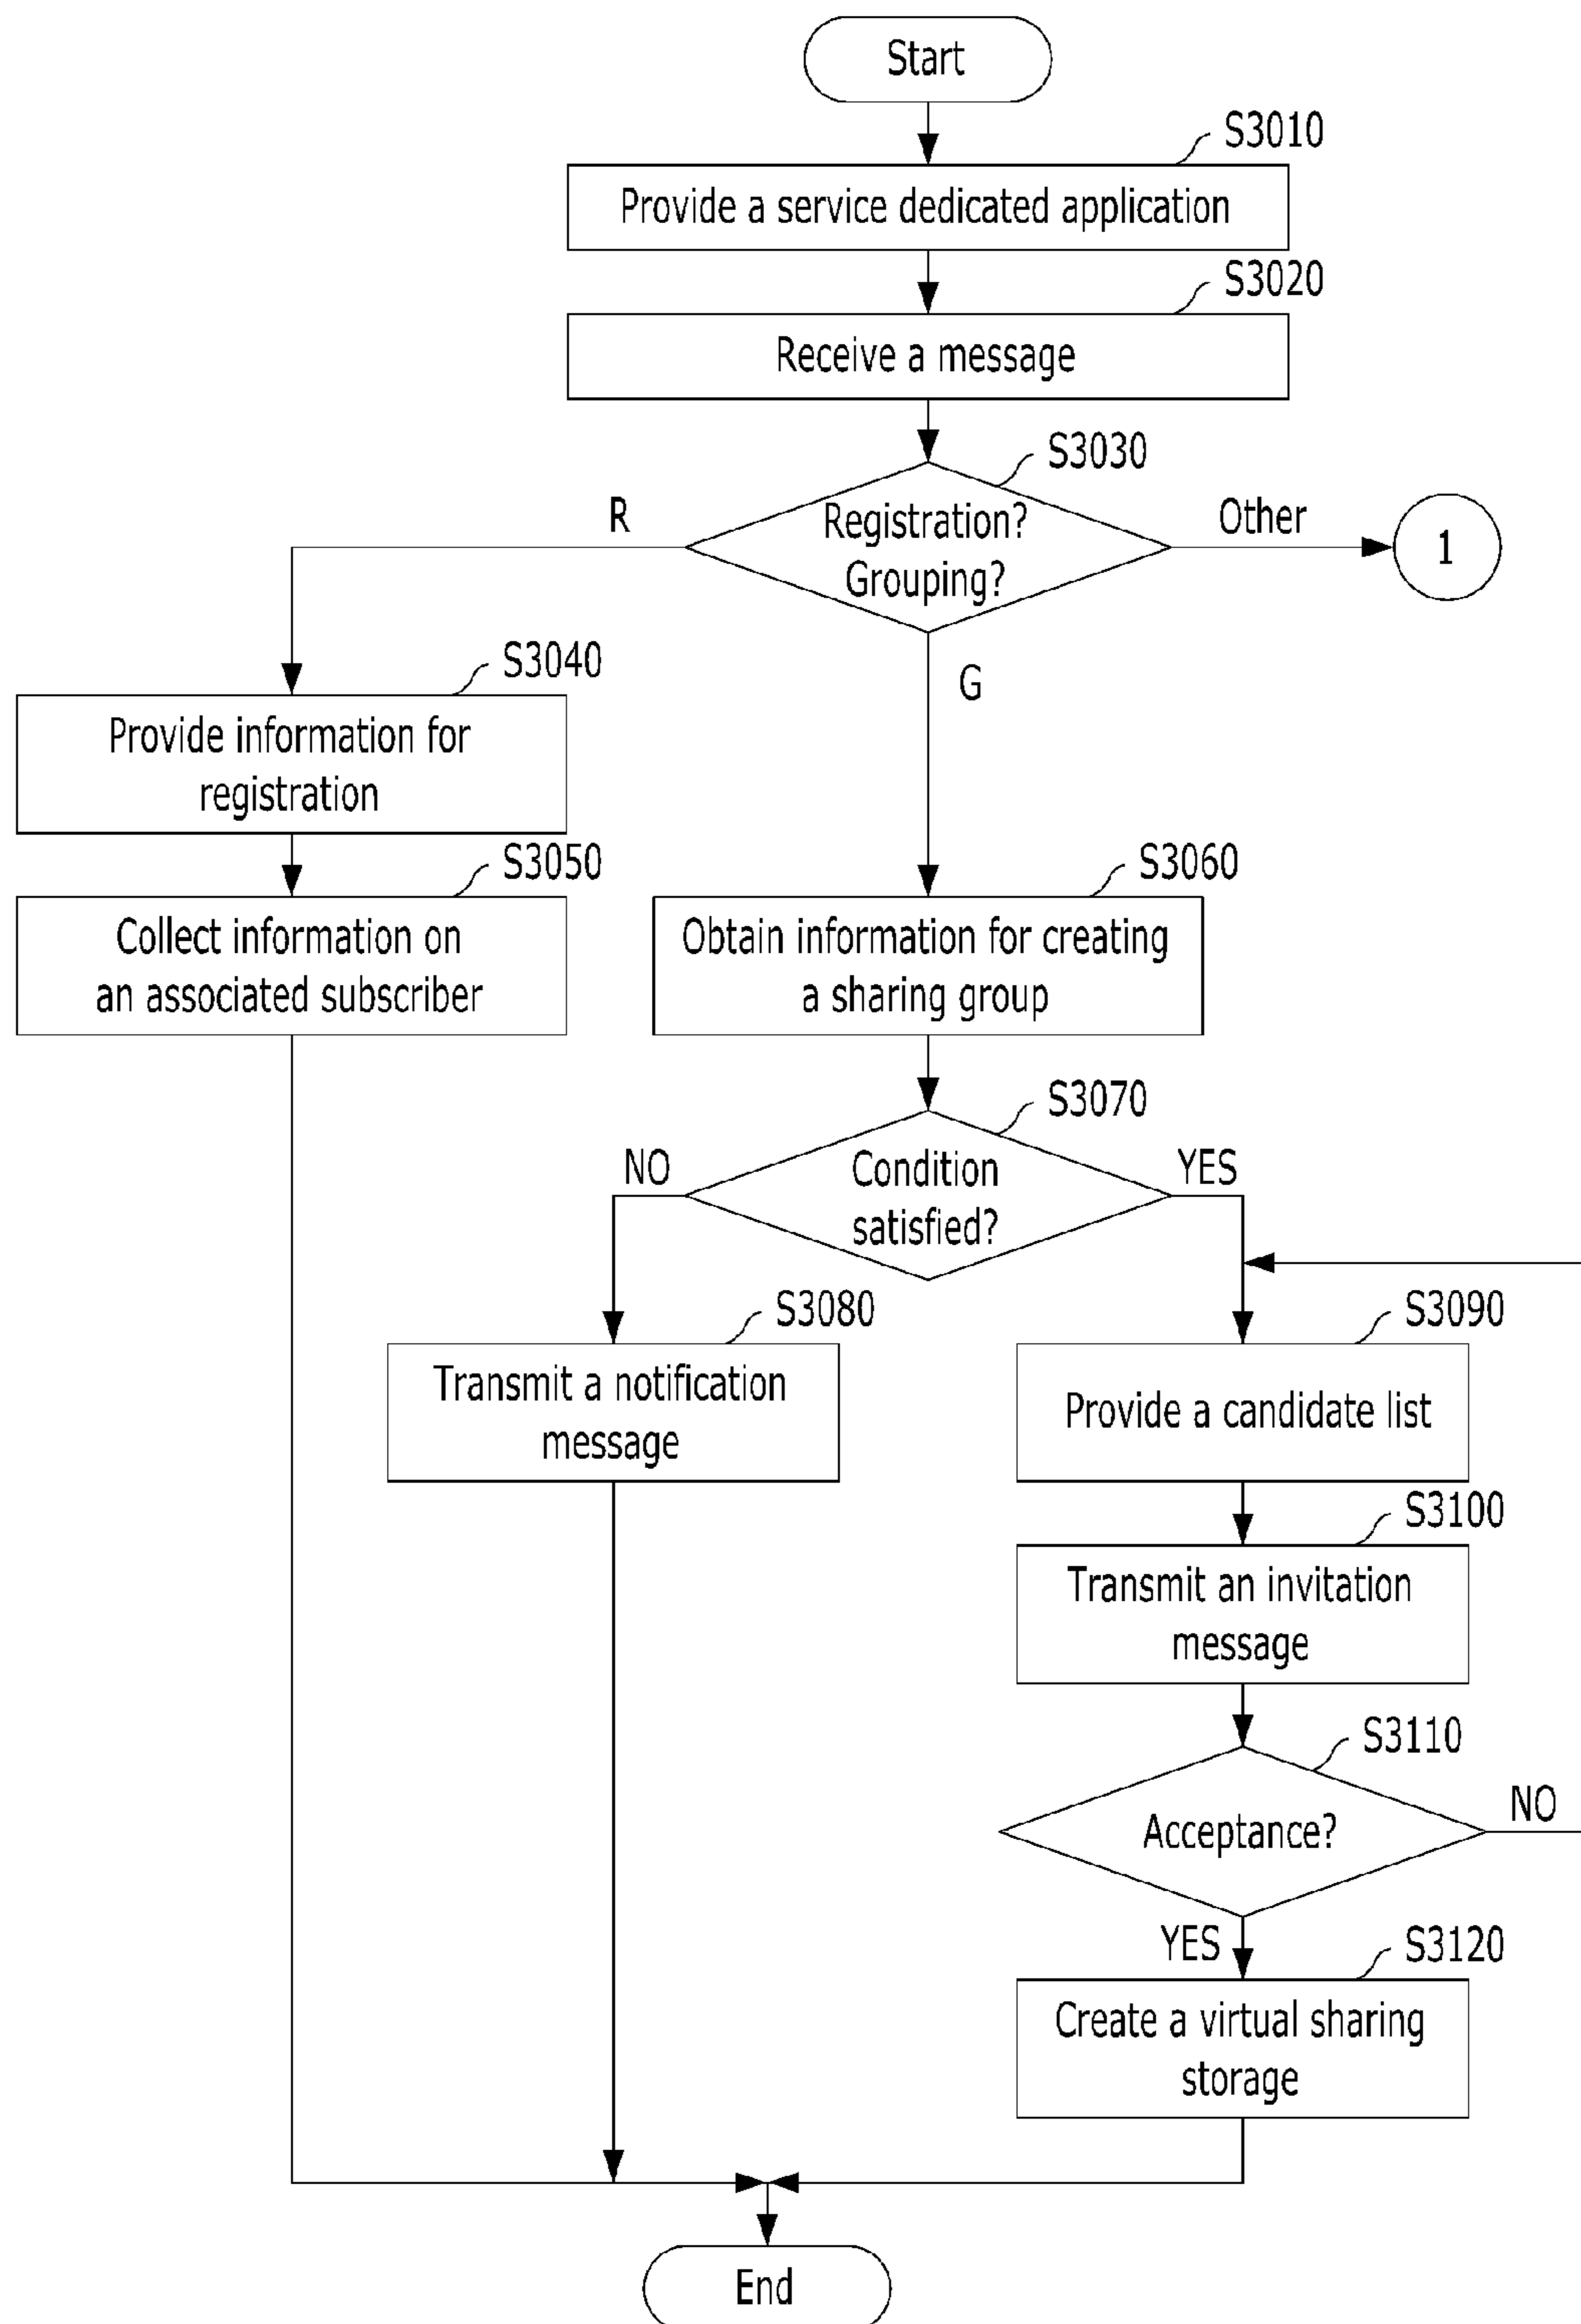 Start
S3010
Provide a service dedicated application
S3020
Receive a message
S3030
R
Registration?
Grouping?
Other
1
S3040
G
Provide information for
registration
S3050
S3060
Collect information on
an associated subscriber
Obtain information for creating
a sharing group
S3070
NO
Condition
satisfied?
YES
S3080
S3090
Transmit a notification
message
Provide a candidate list
S3100
Transmit an invitation
message
S3110
NO
Acceptance?
YES
S3120
Create a virtual sharing
storage
End